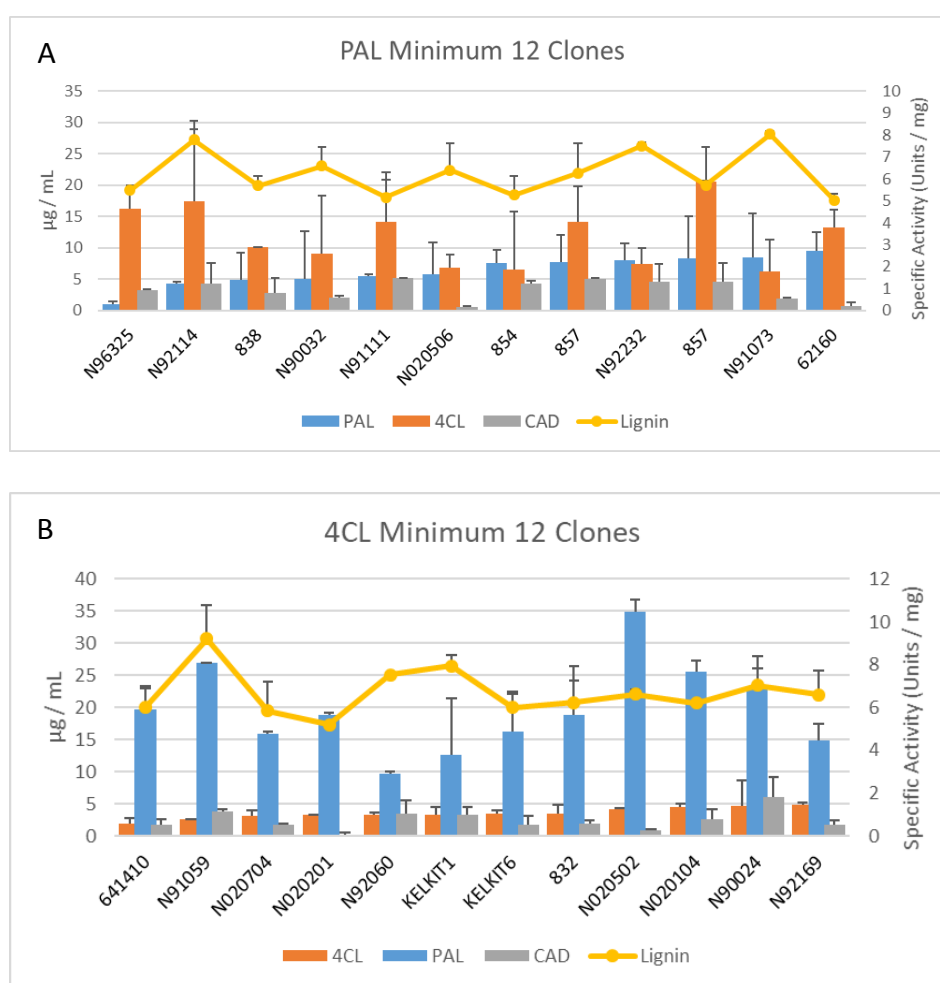 A
PAL Minimum 12 Clones
µg / mL
35
30
25
20
15
10
5
0
10
9
8
7
6
5
4
3
2
1
0
Specific Activity (Units / mg)
N96325
N92114
838
N90032
N91111
N020506
854
857
N92232
857
N91073
62160
PAL 4CL CAD Lignin
B
4CL Minimum 12 Clones
µg / mL
40
35
30
25
20
15
10
5
0
12
10
8
6
4
2
0
Specific Activity (Units / mg)
641410
N91059
N020704
N020201
N92060
KELKIT1
KELKIT6
832
N020502
N020104
N90024
N92169
4CL PAL CAD Lignin